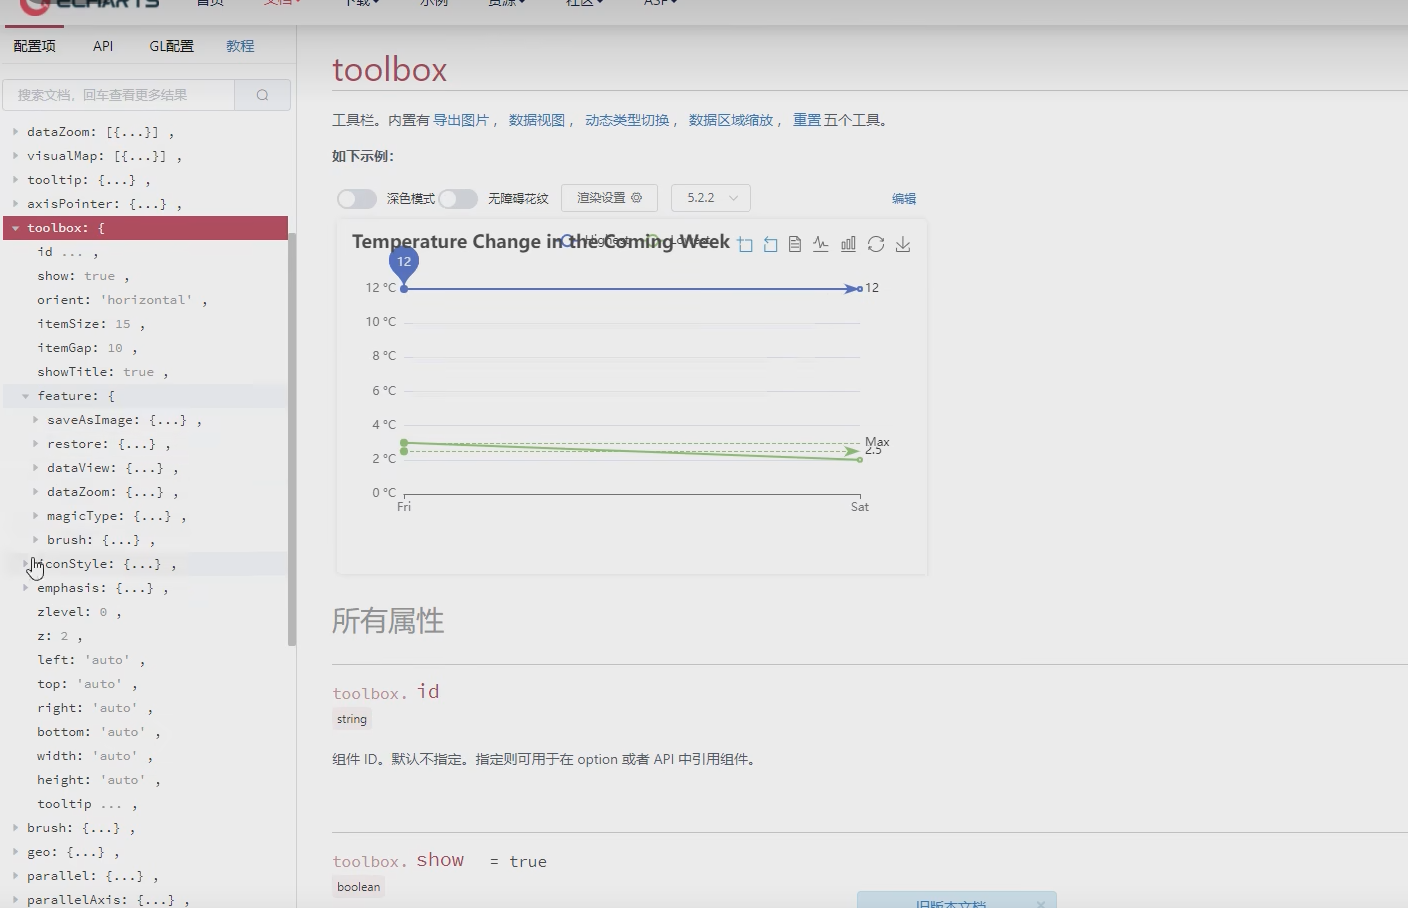 ECHARTS 首页 文档 下载 示例 资源 社区 ASF
配置项 API GL配置 教程
搜索文档，回车查看更多结果
dataZoom: [{...}] ,
visualMap: [{...}] ,
tooltip: {...} ,
axisPointer: {...} ,
toolbox: {
id ... ,
show: true ,
orient: 'horizontal' ,
itemSize: 15 ,
itemGap: 10 ,
showTitle: true ,
feature: {
saveAsImage: {...} ,
restore: {...} ,
dataView: {...} ,
dataZoom: {...} ,
magicType: {...} ,
brush: {...} ,
iconStyle: {...} ,
emphasis: {...} ,
zlevel: 0 ,
z: 2 ,
left: 'auto' ,
top: 'auto' ,
right: 'auto' ,
bottom: 'auto' ,
width: 'auto' ,
height: 'auto' ,
tooltip ... ,
brush: {...} ,
geo: {...} ,
parallel: {...} ,
parallelAxis: {...} ,
toolbox
工具栏。内置有 导出图片， 数据视图， 动态类型切换， 数据区域缩放， 重置 五个工具。
如下示例：
深色模式 无障碍花纹 渲染设置 5.2.2 编辑
Temperature Change in the Coming Week
Highest Lowest
12
12 °C 12
10 °C
8 °C
6 °C
4 °C
Max
2.5
2 °C
0 °C
Fri Sat
所有属性
toolbox. id
string
组件 ID。默认不指定。指定则可用于在 option 或者 API 中引用组件。
toolbox. show = true
boolean
旧版本文档